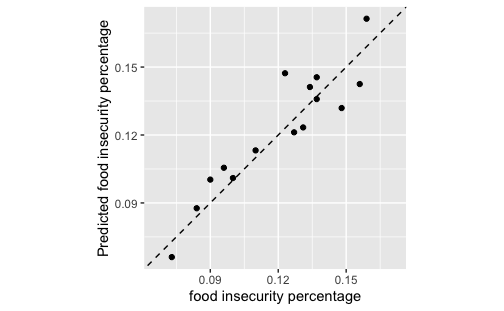 Predicted food insecurity percentage
0.15
0.12
0.09
0.09 0.12 0.15
food insecurity percentage